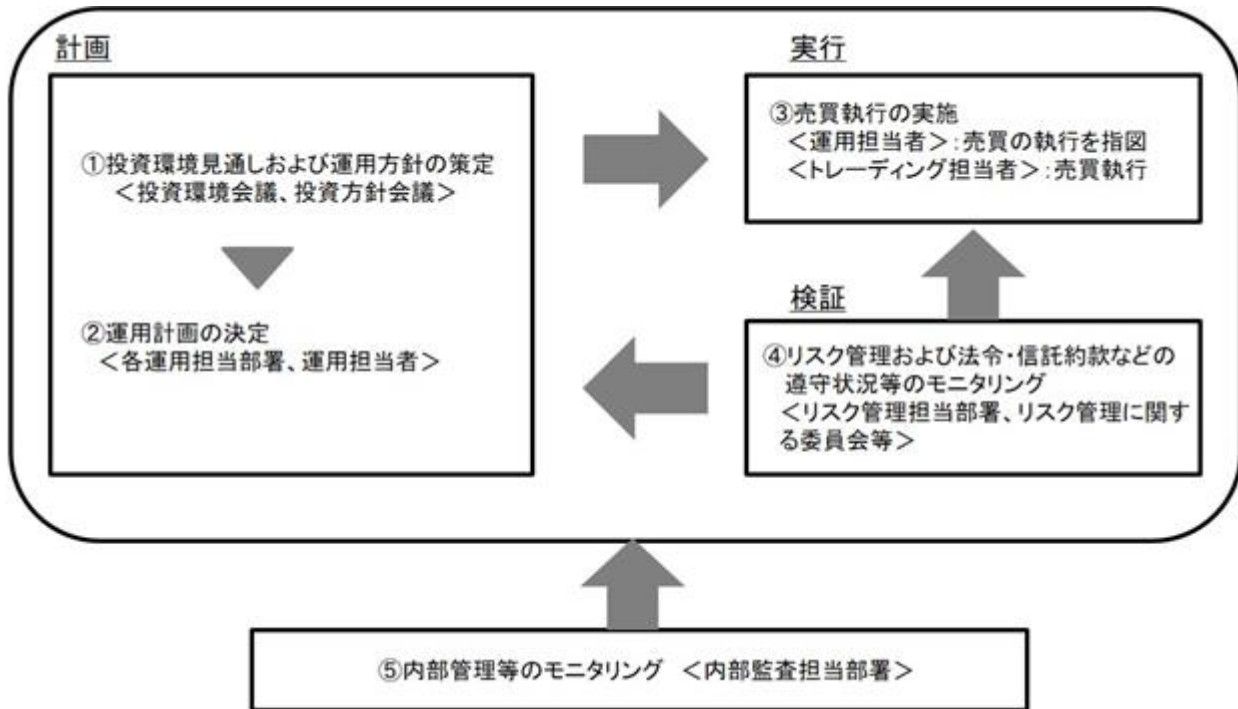 計画
①投資環境見通しおよび運用方針の策定
<投資環境会議、投資方針会議>
②運用計画の決定
<各運用担当部署、運用担当者>
実行
③売買執行の実施
<運用担当者>:売買の執行を指図
<トレーディング担当者>:売買執行
検証
④リスク管理および法令・信託約款などの
遵守状況等のモニタリング
<リスク管理担当部署、リスク管理に関す
る委員会等>
⑤内部管理等のモニタリング <内部監査担当部署>